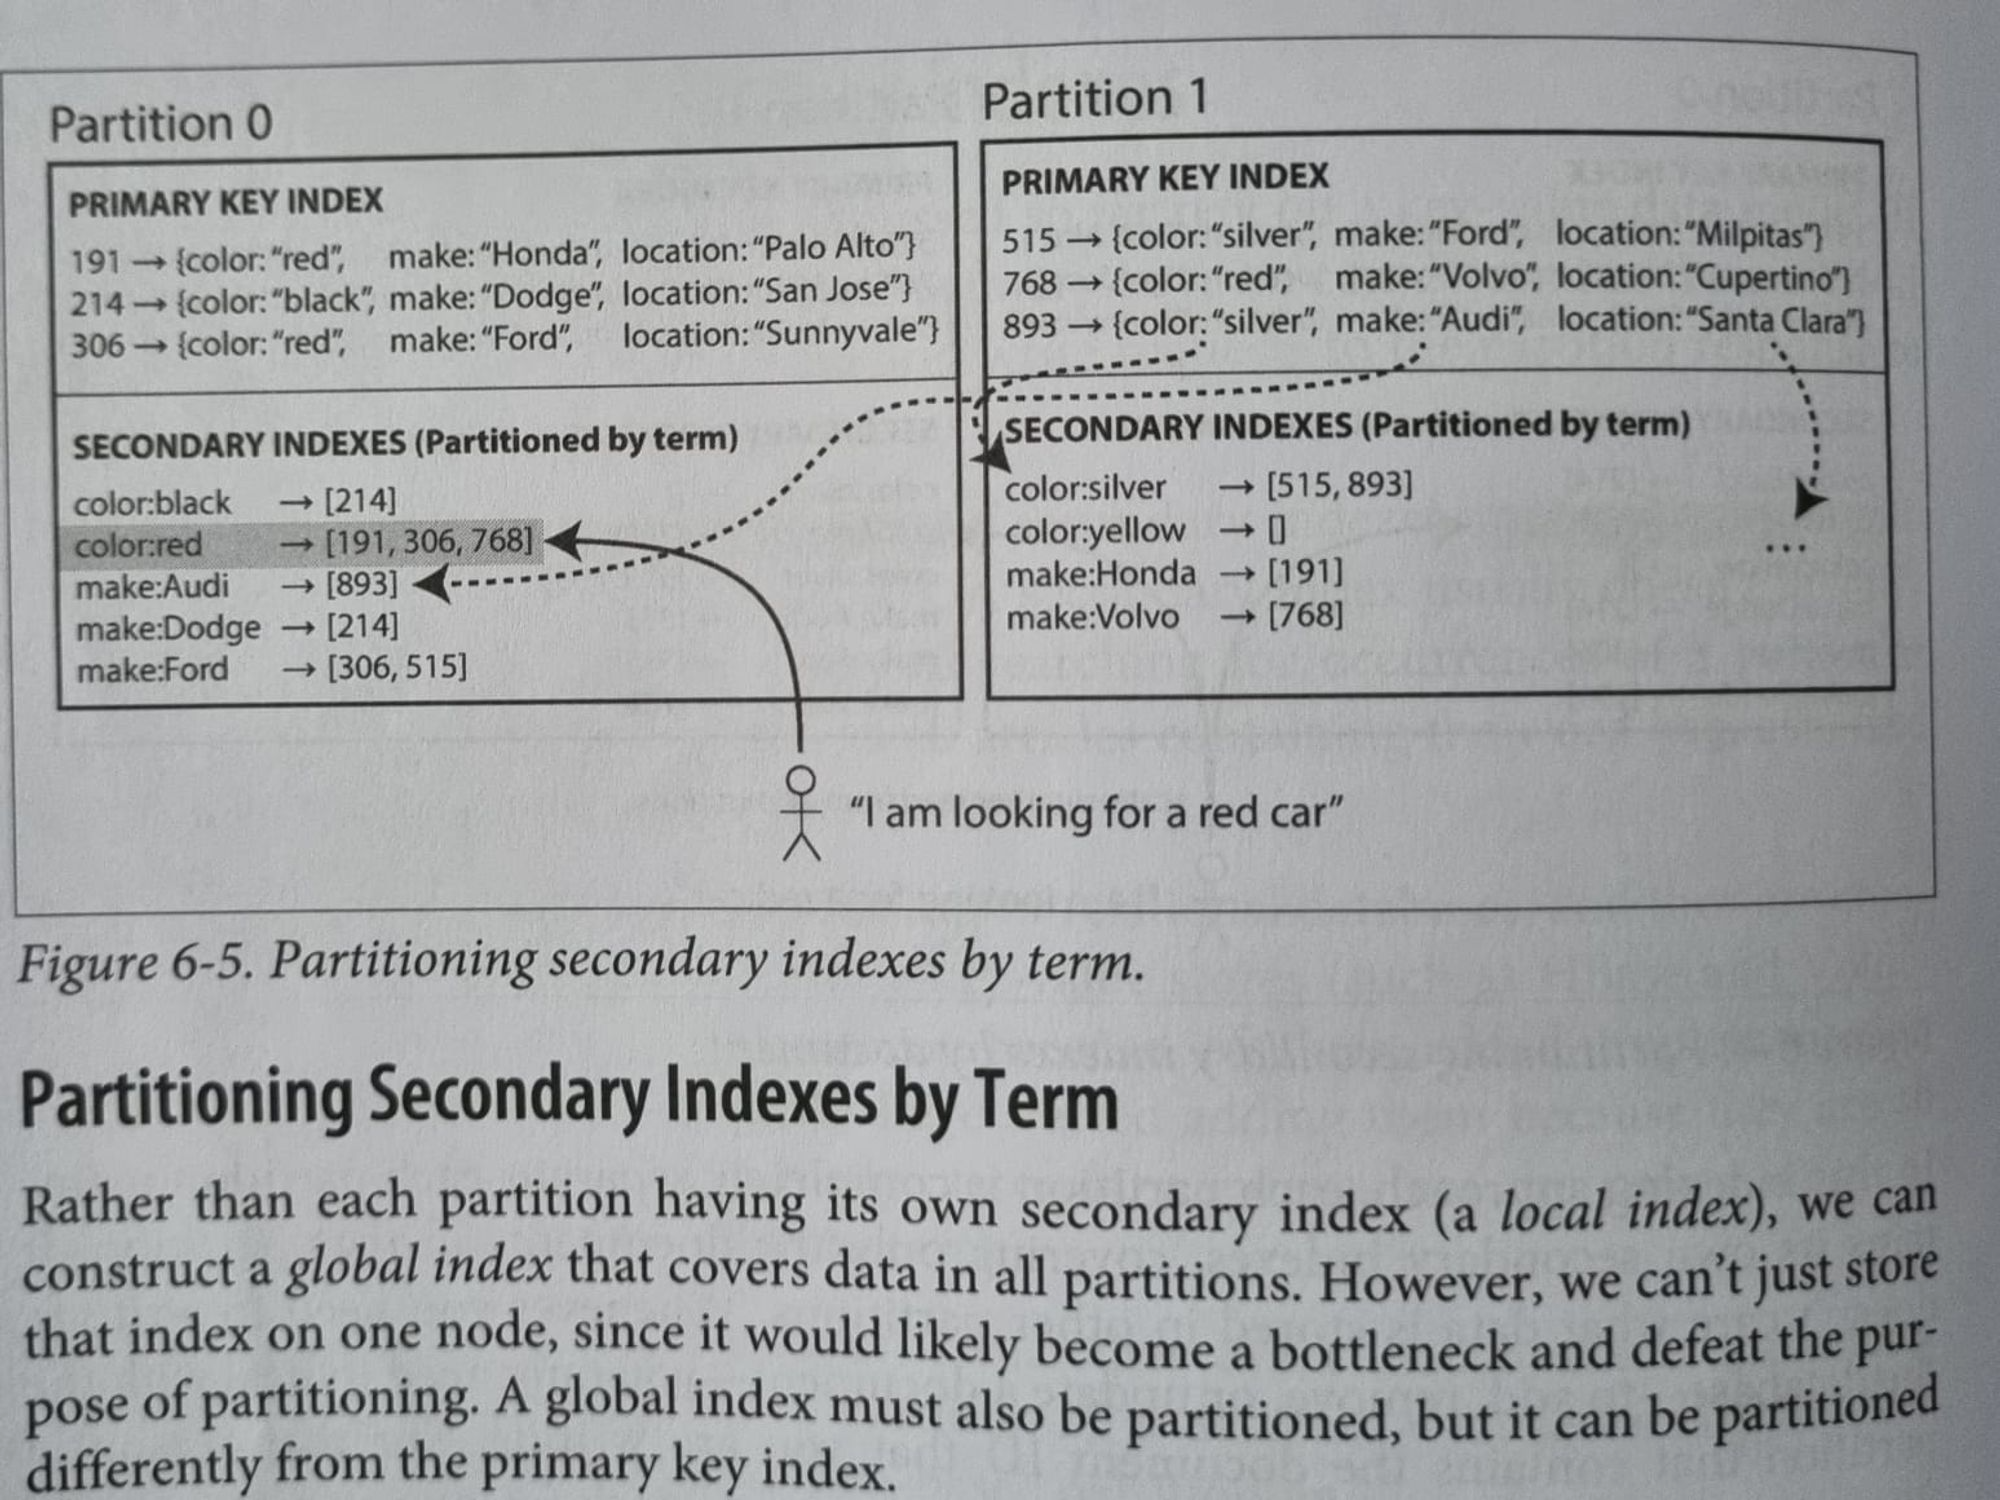 Partition 0
PRIMARY KEY INDEX
191 → {color: “red”, make: “Honda”, location: “Palo Alto”}
214 → {color: “black”, make: “Dodge”, location: “San Jose”}
306 → {color: “red”, make: “Ford”, location: “Sunnyvale”}
SECONDARY INDEXES (Partitioned by term)
color:black → [214]
color:red → [191, 306, 768]
make:Audi → [893]
make:Dodge → [214]
make:Ford → [306, 515]
Partition 1
PRIMARY KEY INDEX
515 → {color: “silver”, make: “Ford”, location: “Milpitas”}
768 → {color: “red”, make: “Volvo”, location: “Cupertino”}
893 → {color: “silver”, make: “Audi”, location: “Santa Clara”}
SECONDARY INDEXES (Partitioned by term)
color:silver → [515, 893]
color:yellow → []
make:Honda → [191]
make:Volvo → [768]
...
“I am looking for a red car”
Figure 6-5. Partitioning secondary indexes by term.
Partitioning Secondary Indexes by Term
Rather than each partition having its own secondary index (a local index), we can
construct a global index that covers data in all partitions. However, we can’t just store
that index on one node, since it would likely become a bottleneck and defeat the pur-
pose of partitioning. A global index must also be partitioned, but it can be partitioned
differently from the primary key index.